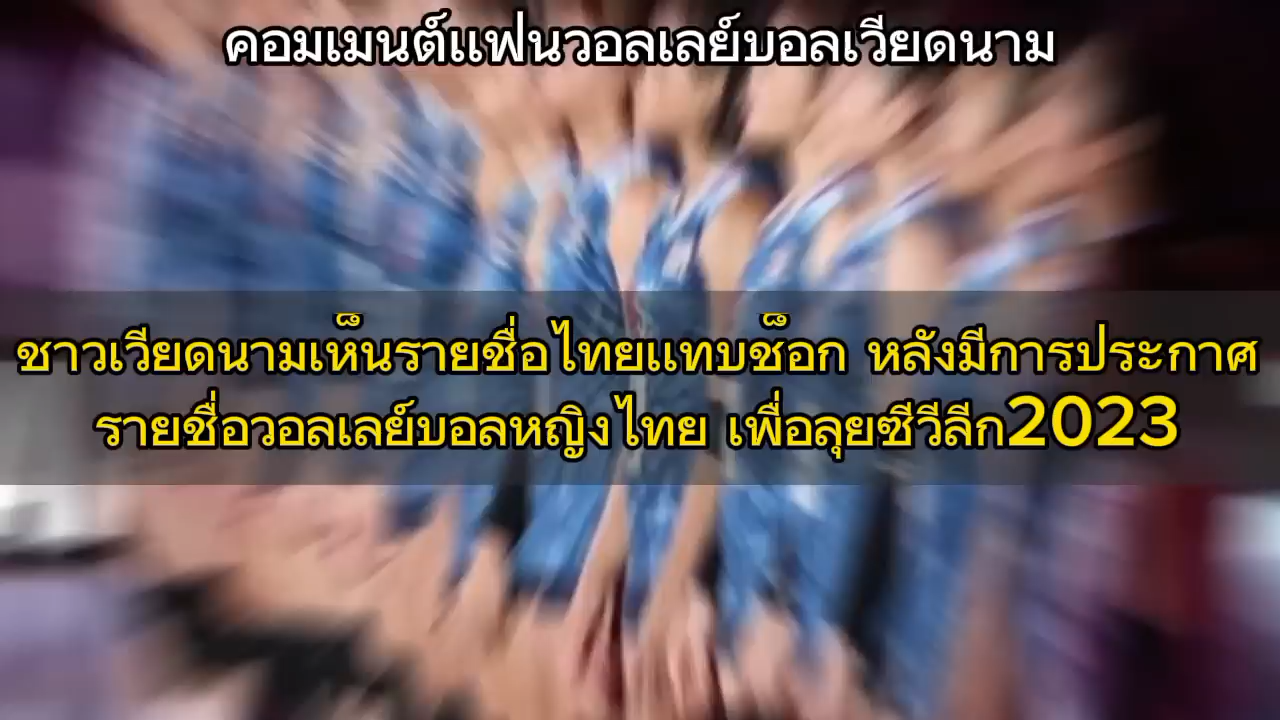 คอมเมนต์แฟนวอลเลย์บอลเวียดนาม
ชาวเวียดนามเห็นรายชื่อไทยแทบช็อก หลังมีการประกาศ
รายชื่อวอลเลย์บอลหญิงไทย เพื่อลุยซีวีลีก2023